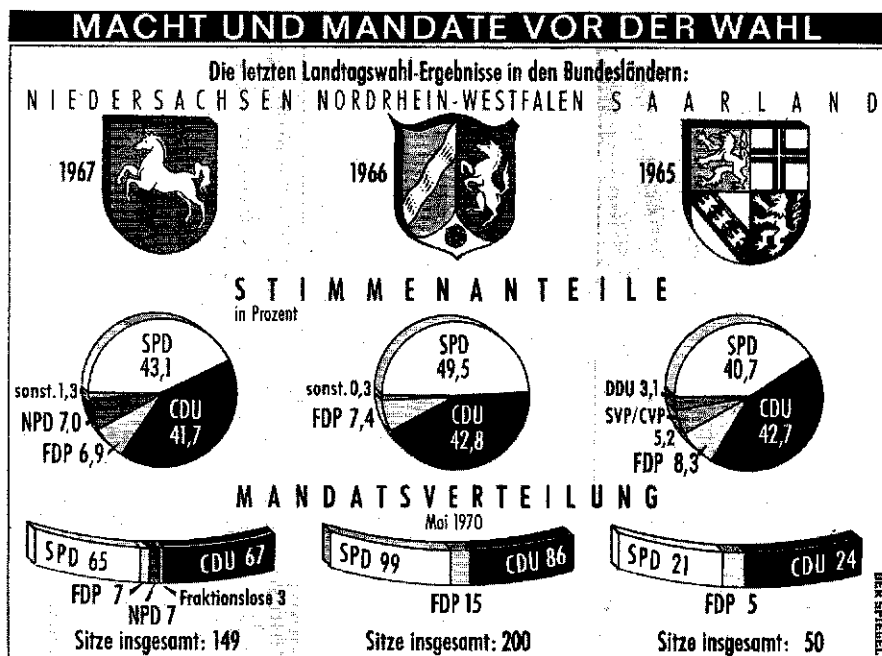 MACHT UND MANDATE VOR DER WAHL
Die letzten Landtagswahl-Ergebnisse in den Bundesländern:
NIEDERSACHSEN NORDRHEIN-WESTFALEN SAARLAND
1967
1966
1965
STIMMENANTEILE
in Prozent
SPD
43,1
sonst. 1,3
NPD 7,0
FDP 6,9
CDU
41,7
SPD
49,5
sonst. 0,3
FDP 7,4
CDU
42,8
SPD
40,7
DDU 3,1
SVP/CVP
5,2
FDP 8,3
CDU
42,7
MANDATSVERTEILUNG
Mai 1970
SPD 65
CDU 67
FDP 7
NPD 7
Fraktionslose 3
Sitze insgesamt: 149
SPD 99
CDU 86
FDP 15
Sitze insgesamt: 200
SPD 21
CDU 24
FDP 5
Sitze insgesamt: 50
DER SPIEGEL